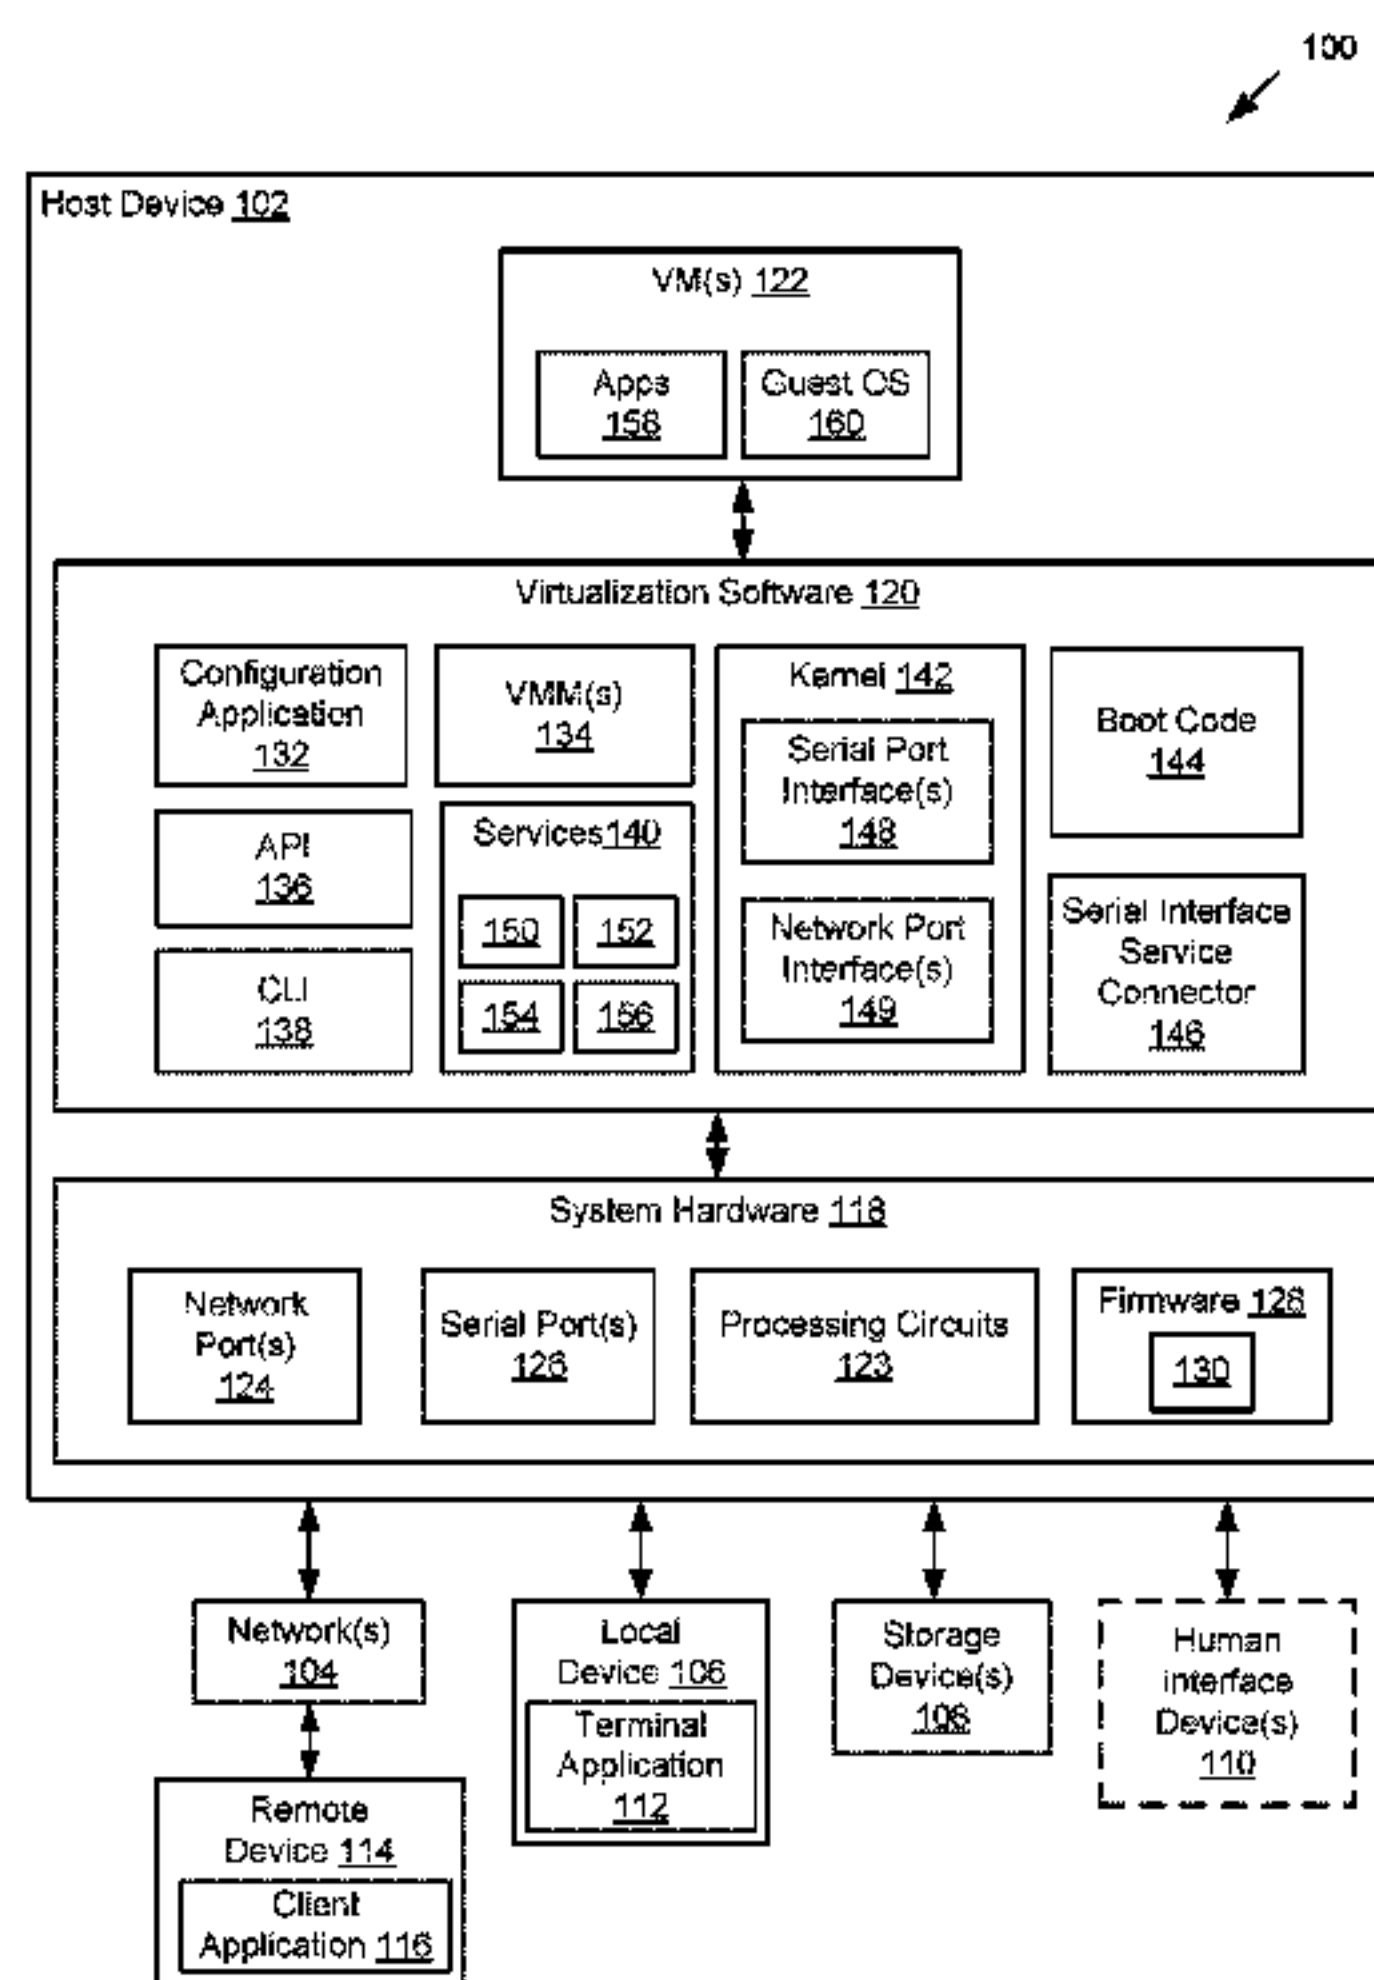 100
Host Device 102
VM(s) 122
Apps
158
Guest OS
160
Virtualization Software 120
Configuration
Application
132
VMM(s)
134
Kernel 142
Serial Port
Interface(s)
148
Network Port
Interface(s)
149
Boot Code
144
API
136
CLI
138
Services140
150
152
154
156
Serial Interface
Service
Connector
146
System Hardware 118
Network
Port(s)
124
Serial Port(s)
126
Processing Circuits
123
Firmware 128
130
Network(s)
104
Local
Device 106
Terminal
Application
112
Storage
Device(s)
108
Human
interface
Device(s)
110
Remote
Device 114
Client
Application 116